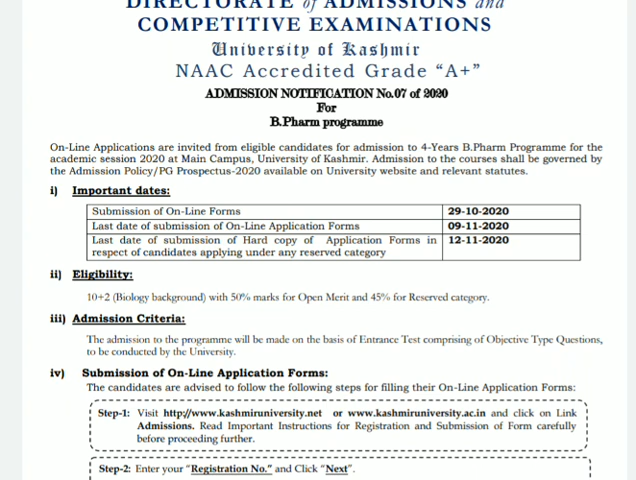 DIRECTORATE of ADMISSIONS and
COMPETITIVE EXAMINATIONS
University of Kashmir
NAAC Accredited Grade “A+”
ADMISSION NOTIFICATION No.07 of 2020
For
B.Pharm programme
On-Line Applications are invited from eligible candidates for admission to 4-Years B.Pharm Programme for the
academic session 2020 at Main Campus, University of Kashmir. Admission to the courses shall be governed by
the Admission Policy/PG Prospectus-2020 available on University website and relevant statutes.
i) Important dates:
Submission of On-Line Forms 29-10-2020
Last date of submission of On-Line Application Forms 09-11-2020
Last date of submission of Hard copy of Application Forms in 12-11-2020
respect of candidates applying under any reserved category
ii) Eligibility:
10+2 (Biology background) with 50% marks for Open Merit and 45% for Reserved category.
iii) Admission Criteria:
The admission to the programme will be made on the basis of Entrance Test comprising of Objective Type Questions,
to be conducted by the University.
iv) Submission of On-Line Application Forms:
The candidates are advised to follow the following steps for filling their On-Line Application Forms:
Step-1: Visit http://www.kashmiruniversity.net or www.kashmiruniversity.ac.in and click on Link
Admissions. Read Important Instructions for Registration and Submission of Form carefully
before proceeding further.
Step-2: Enter your “Registration No.” and Click “Next”.